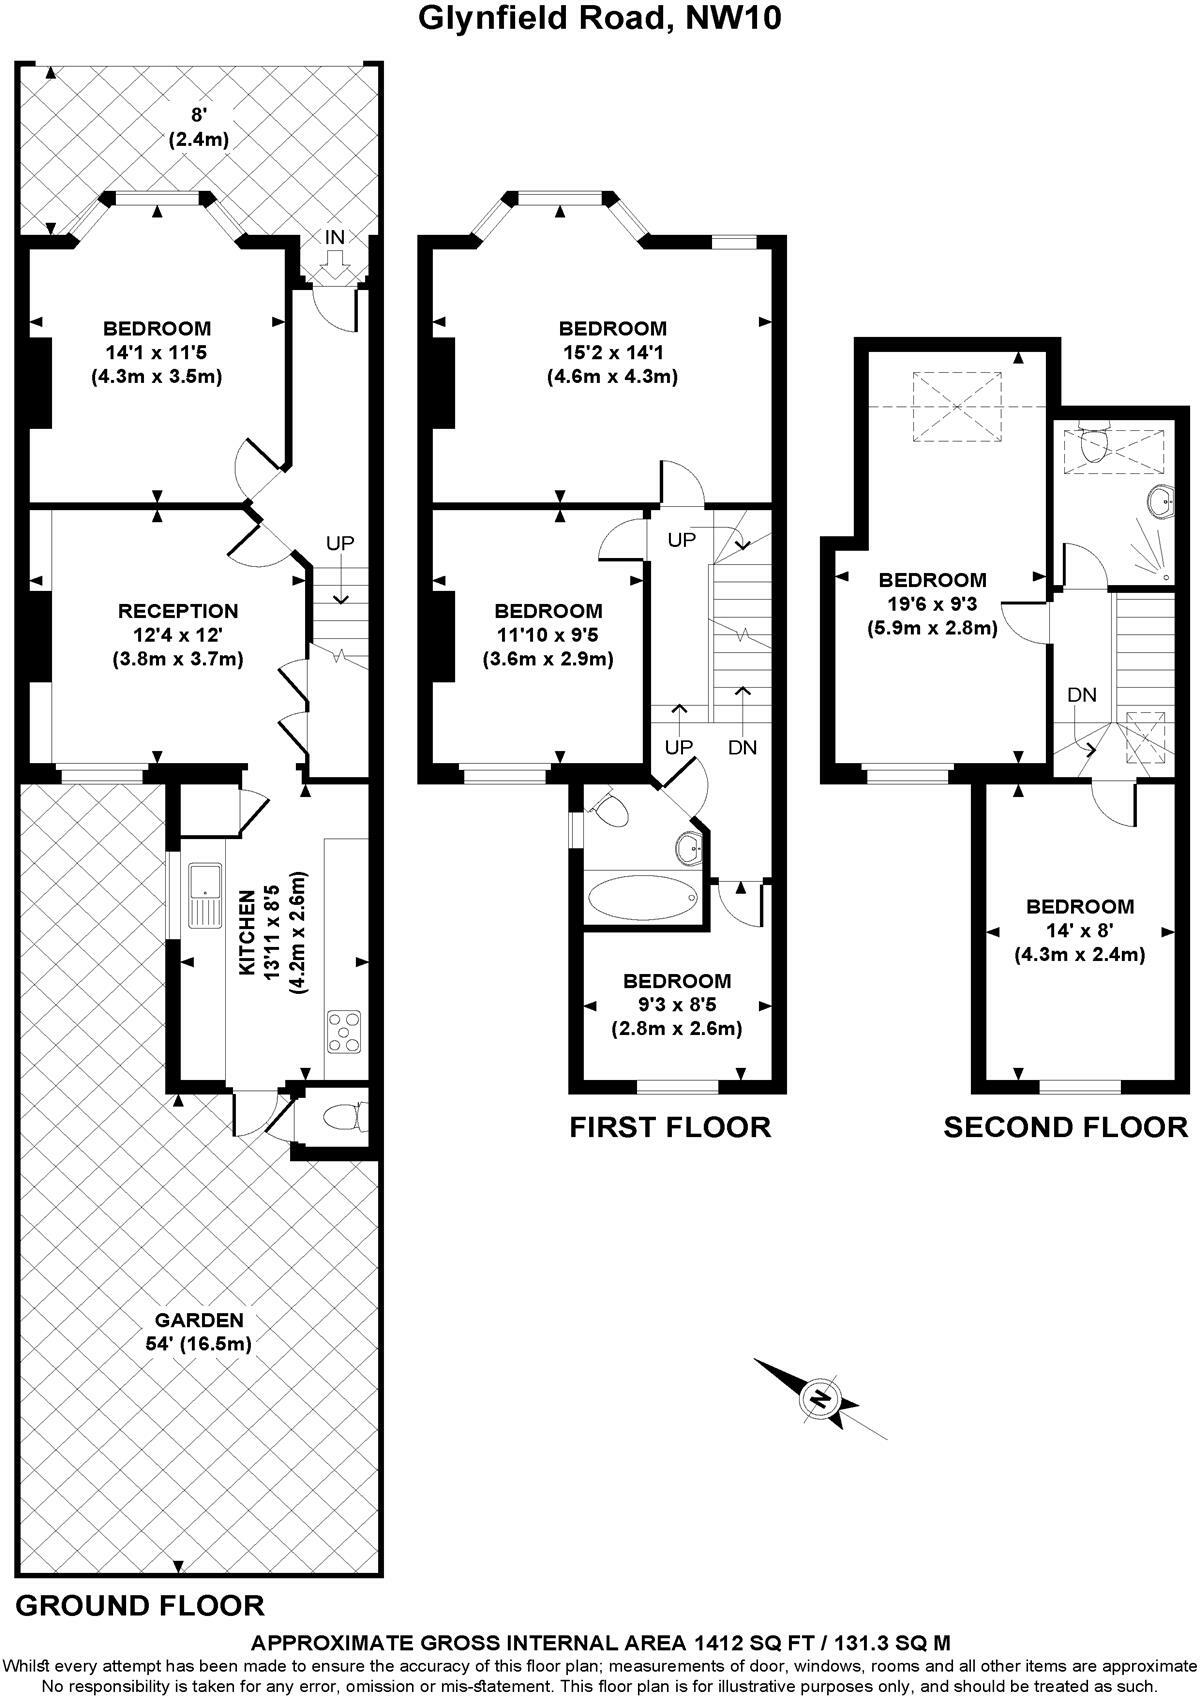 Glynfield Road, NW10
8'
(2.4m)
IN
BEDROOM
14'1 x 11'5
(4.3m x 3.5m)
UP
RECEPTION
12'4 x 12'
(3.8m x 3.7m)
KITCHEN
13'11 x 8'5
(4.2m x 2.6m)
GARDEN
54' (16.5m)
GROUND FLOOR
BEDROOM
15'2 x 14'1
(4.6m x 4.3m)
UP
BEDROOM
11'10 x 9'5
(3.6m x 2.9m)
UP
DN
BEDROOM
9'3 x 8'5
(2.8m x 2.6m)
FIRST FLOOR
BEDROOM
19'6 x 9'3
(5.9m x 2.8m)
DN
BEDROOM
14' x 8'
(4.3m x 2.4m)
SECOND FLOOR
N
APPROXIMATE GROSS INTERNAL AREA 1412 SQ FT / 131.3 SQ M
Whilst every attempt has been made to ensure the accuracy of this floor plan; measurements of door, windows, rooms and all other items are approximate
No responsibility is taken for any error, omission or mis-statement. This floor plan is for illustrative purposes only, and should be treated as such.